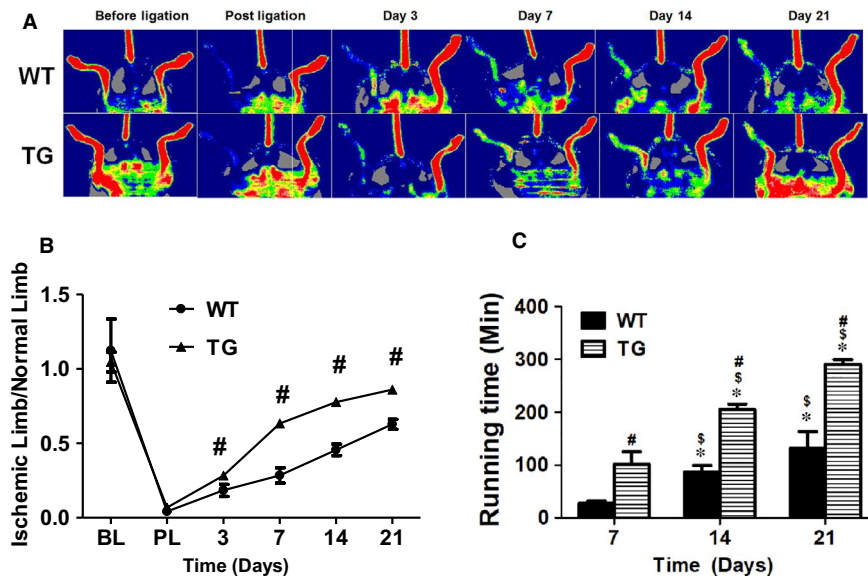 A
Before ligation Post ligation Day 3 Day 7 Day 14 Day 21
WT
TG
B
Ischemic Limb/Normal Limb
1.5
1.0
0.5
0.0
WT
TG
# # # #
BL PL 3 7 14 21
Time (Days)
C
Running time (Min)
400
300
200
100
0
WT
TG
#
$
*
#
$
*
$
*
#
$
*
7 14 21
Time (Days)